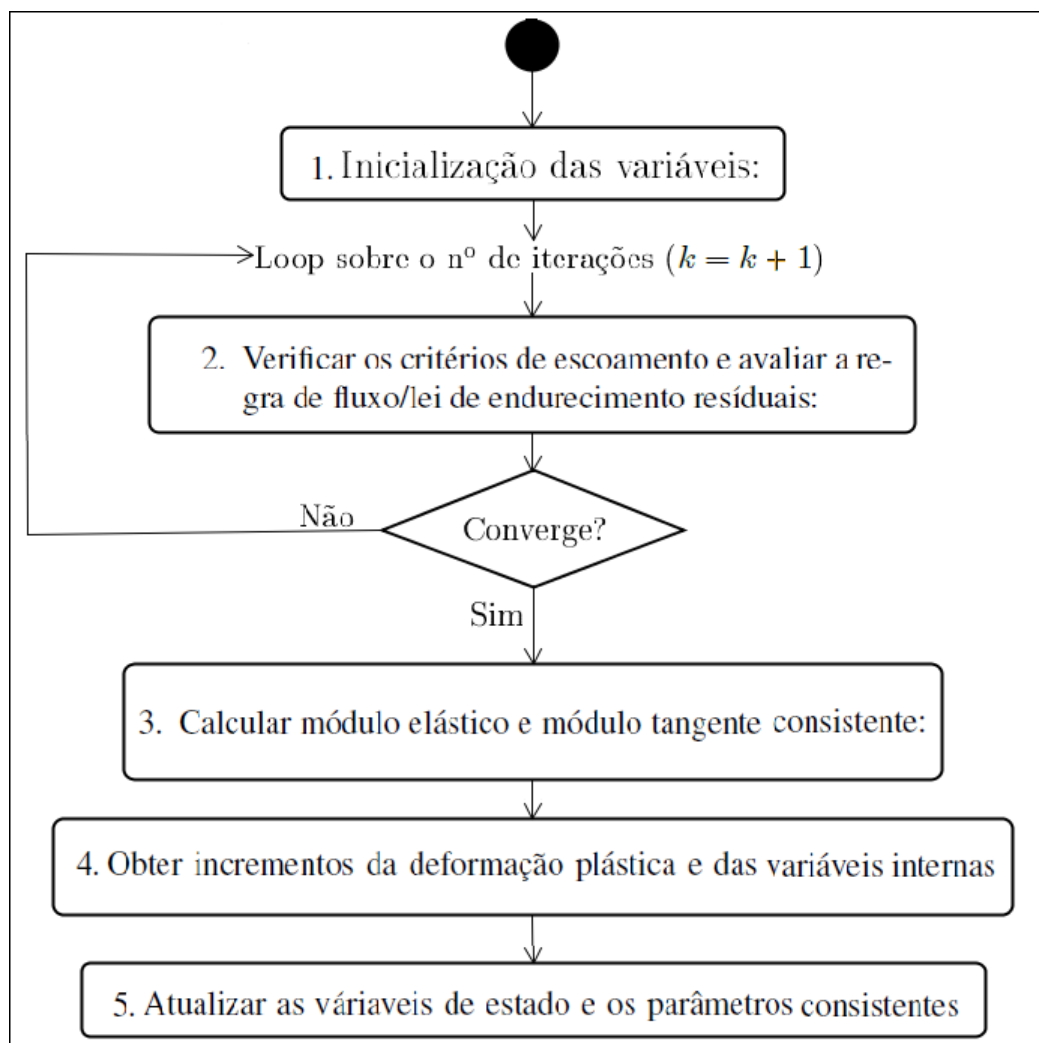 1. Inicialização das variáveis:
Loop sobre o nº de iterações (k = k + 1)
2. Verificar os critérios de escoamento e avaliar a re-
gra de fluxo/lei de endurecimento resíduais:
Não
Converge?
Sim
3. Calcular módulo elástico e módulo tangente consistente:
4. Obter incrementos da deformação plástica e das variáveis internas
5. Atualizar as váriaveis de estado e os parâmetros consistentes